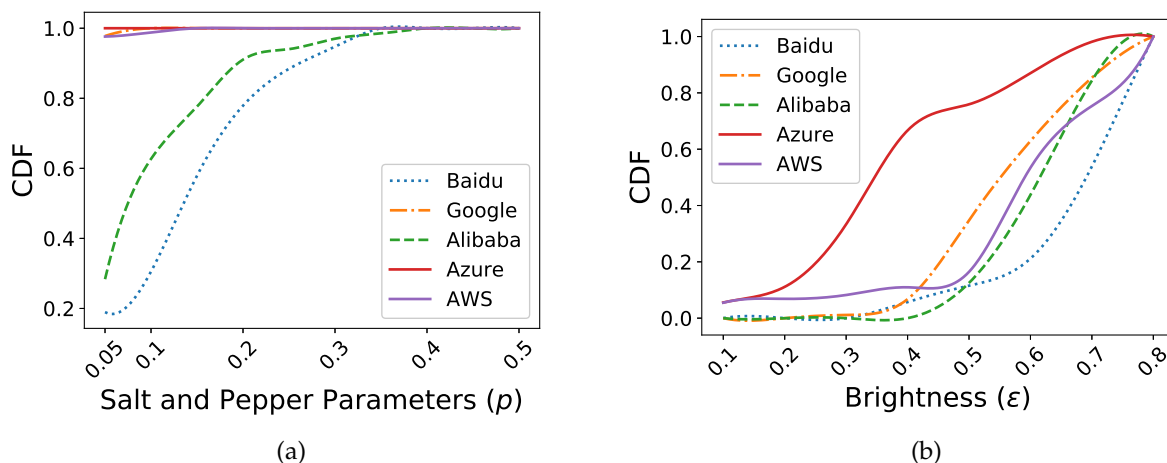 1.0
0.8
0.6
0.4
0.2
CDF
Baidu
Google
Alibaba
Azure
AWS
0.05
0.1
0.2
0.3
0.4
0.5
Salt and Pepper Parameters (p)
(a)
1.0
0.8
0.6
0.4
0.2
0.0
CDF
Baidu
Google
Alibaba
Azure
AWS
0.1
0.2
0.3
0.4
0.5
0.6
0.7
0.8
Brightness (ε)
(b)